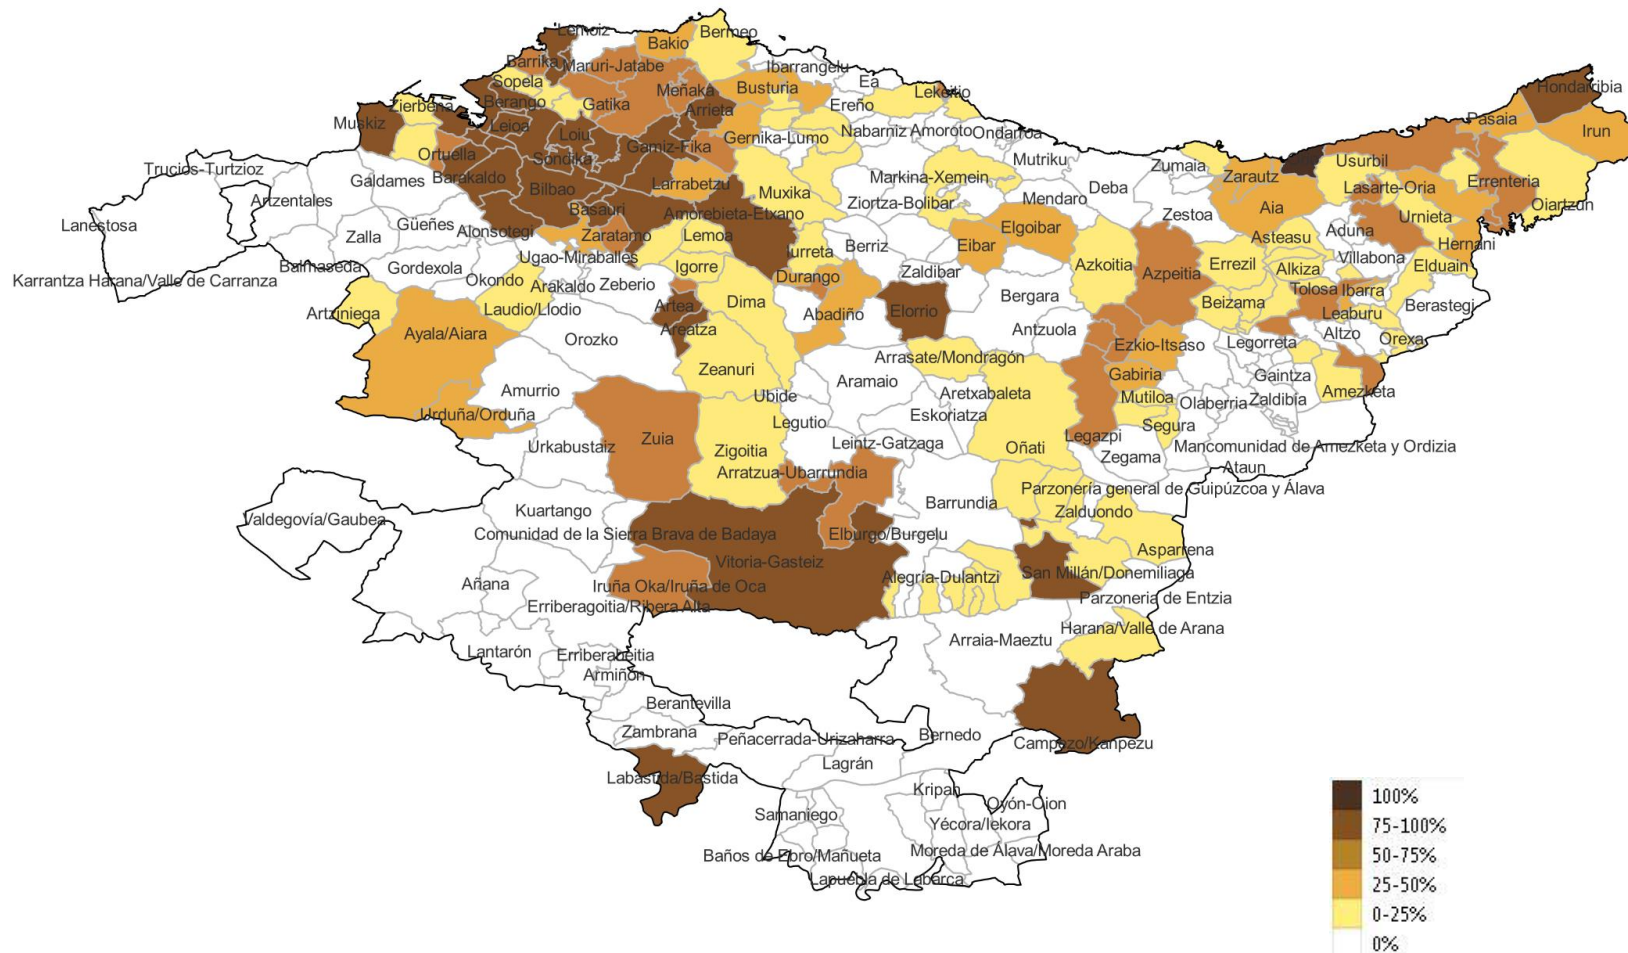 Lemoiz
Bakio
Bermeo
Barrika
Maruri-Jatabe
Ibarrangelu
Ea
Sopela
Meñaka
Busturia
Lekeitio
Hondarribia
Zierbena
Berango
Gatika
Arrieta
Ereño
Muskiz
Leioa
Loiu
Gernika-Lumo
Nabarniz
Amoroto
Ondarroa
Pasaia
Irun
Ortuella
Sondika
Gamiz-Fika
Mutriku
Zumaia
Usurbil
Trucios-Turtzioz
Galdames
Barakaldo
Bilbao
Larrabetzu
Muxika
Markina-Xemein
Deba
Zarautz
Lasarte-Oria
Errenteria
Artzentales
Ziortza-Bolibar
Mendaro
Zestoa
Aia
Urnieta
Oiartzun
Lanestosa
Güeñes
Alonsotegi
Basauri
Amorebieta-Etxano
Zalla
Zaratamo
Lemoa
Iurreta
Berriz
Eibar
Elgoibar
Asteasu
Aduna
Hernani
Balmaseda
Gordexola
Ugao-Miraballes
Igorre
Durango
Zaldibar
Azkoitia
Azpeitia
Errezil
Alkiza
Villabona
Elduain
Karrantza Harana/Valle de Carranza
Okondo
Arakaldo
Zeberio
Dima
Bergara
Beizama
Tolosa
Ibarra
Berastegi
Artziniega
Laudio/Llodio
Artea
Abadiño
Elorrio
Leaburu
Ayala/Aiara
Orozko
Areatza
Antzuola
Ezkio-Itsaso
Legorreta
Altzo
Orexa
Arrasate/Mondragón
Zeanuri
Aramaio
Gabiria
Gaintza
Amurrio
Ubide
Aretxabaleta
Mutiloa
Olaberria
Zaldibia
Amezketa
Urduña/Orduña
Legutio
Eskoriatza
Segura
Urkabustaiz
Zuia
Zigoitia
Leintz-Gatzaga
Oñati
Legazpi
Zegama
Mancomunidad de Amezketa y Ordizia
Arratzua-Ubarrundia
Ataun
Barrundia
Parzonería general de Guipúzcoa y Álava
Valdegovía/Gaubea
Kuartango
Zalduondo
Comunidad de la Sierra Brava de Badaya
Elburgo/Burgelu
Asparrena
Vitoria-Gasteiz
Añana
Iruña Oka/Iruña de Oca
Alegría-Dulantzi
San Millán/Donemiliaga
Erriberagoitia/Ribera Alta
Parzoneria de Entzia
Harana/Valle de Arana
Lantarón
Erriberabeitia
Arraia-Maeztu
Armiñón
Berantevilla
Zambrana
Peñacerrada-Urizaharra
Bernedo
Campezo/Kanpezu
Labastida/Bastida
Lagrán
Kripan
Oyón-Oion
Samaniego
Yécora/Iekora
Baños de Ebro/Mañueta
Moreda de Álava/Moreda Araba
Lapuebla de Labarca
100%
75-100%
50-75%
25-50%
0-25%
0%